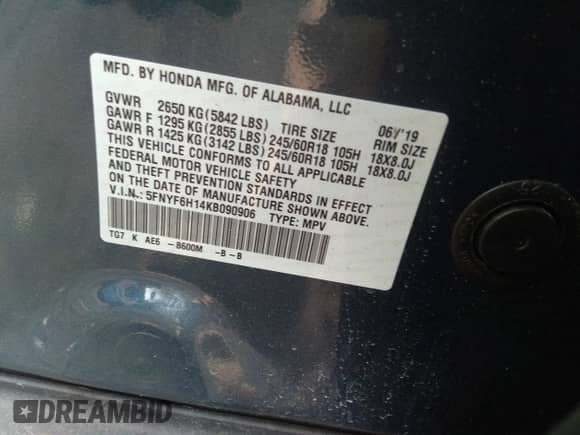 MFD. BY HONDA MFG. OF ALABAMA, LLC
GVWR 2650 KG (5842 LBS) TIRE SIZE 06/'19 RIM SIZE
GAWR F 1295 KG (2855 LBS) 245/60R18 105H 18X8.0J
GAWR R 1425 KG (3142 LBS) 245/60R18 105H 18X8.0J
THIS VEHICLE CONFORMS TO ALL APPLICABLE
FEDERAL MOTOR VEHICLE SAFETY
AND THEFT PREVENTION STANDARDS IN EFFECT
ON THE DATE OF MANUFACTURE SHOWN ABOVE.
V.I.N.: 5FNYF6H14KB090906 TYPE: MPV
TG7 K AE6 - B600M -B-B
DREAMBID